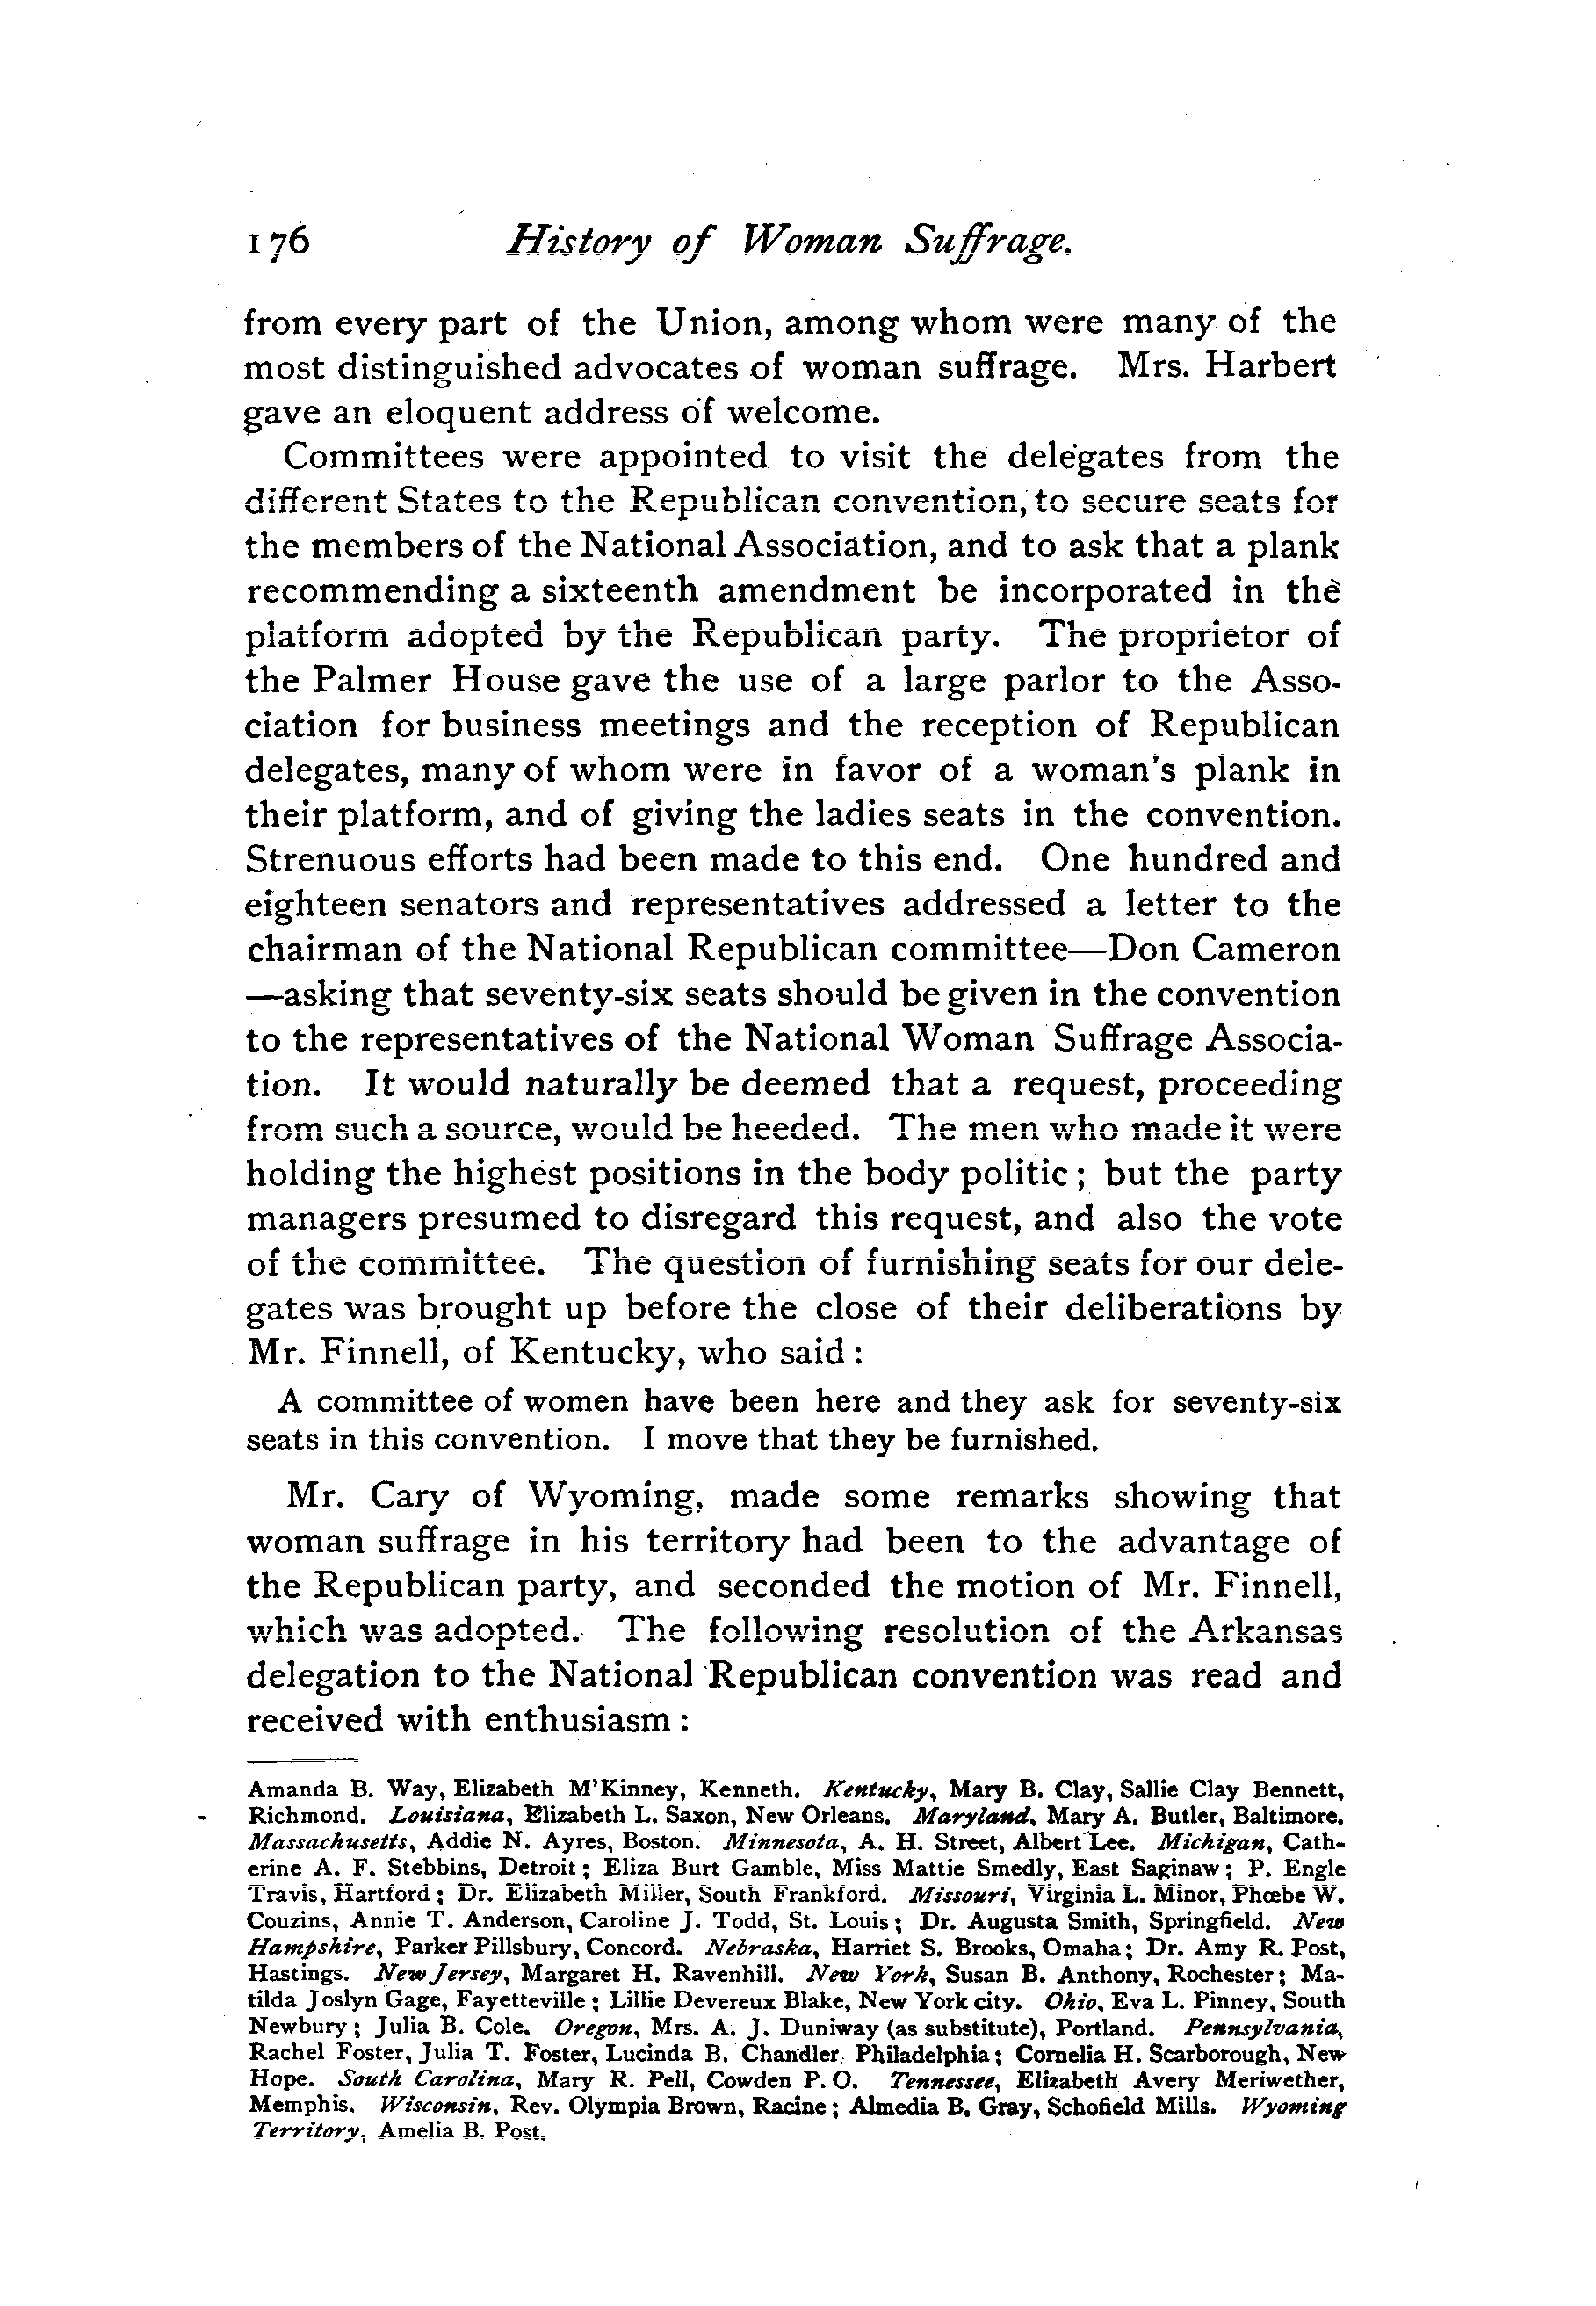 176 History of Woman Suffrage.
from every part of the Union, among whom were many of the
most distinguished advocates of woman suffrage. Mrs. Harbert
gave an eloquent address of welcome.
Committees were appointed to visit the delegates from the
different States to the Republican convention, to secure seats for
the members of the National Association, and to ask that a plank
recommending a sixteenth amendment be incorporated in the
platform adopted by the Republican party. The proprietor of
the Palmer House gave the use of a large parlor to the Asso-
ciation for business meetings and the reception of Republican
delegates, many of whom were in favor of a woman's plank in
their platform, and of giving the ladies seats in the convention.
Strenuous efforts had been made to this end. One hundred and
eighteen senators and representatives addressed a letter to the
chairman of the National Republican committee—Don Cameron
—asking that seventy-six seats should be given in the convention
to the representatives of the National Woman Suffrage Associa-
tion. It would naturally be deemed that a request, proceeding
from such a source, would be heeded. The men who made it were
holding the highest positions in the body politic; but the party
managers presumed to disregard this request, and also the vote
of the committee. The question of furnishing seats for our dele-
gates was brought up before the close of their deliberations by
Mr. Finnell, of Kentucky, who said:
A committee of women have been here and they ask for seventy-six
seats in this convention. I move that they be furnished.
Mr. Cary of Wyoming, made some remarks showing that
woman suffrage in his territory had been to the advantage of
the Republican party, and seconded the motion of Mr. Finnell,
which was adopted. The following resolution of the Arkansas
delegation to the National Republican convention was read and
received with enthusiasm:
Amanda B. Way, Elizabeth M'Kinney, Kenneth. Kentucky, Mary B. Clay, Sallie Clay Bennett,
Richmond. Louisiana, Elizabeth L. Saxon, New Orleans. Maryland, Mary A. Butler, Baltimore.
Massachusetts, Addie N. Ayres, Boston. Minnesota, A. H. Street, Albert Lee. Michigan, Cath-
erine A. F. Stebbins, Detroit; Eliza Burt Gamble, Miss Mattie Smedly, East Saginaw; P. Engle
Travis, Hartford; Dr. Elizabeth Miller, South Frankford. Missouri, Virginia L. Minor, Phœbe W.
Couzins, Annie T. Anderson, Caroline J. Todd, St. Louis; Dr. Augusta Smith, Springfield. New
Hampshire, Parker Pillsbury, Concord. Nebraska, Harriet S. Brooks, Omaha; Dr. Amy R. Post,
Hastings. New Jersey, Margaret H. Ravenhill. New York, Susan B. Anthony, Rochester; Ma-
tilda Joslyn Gage, Fayetteville; Lillie Devereux Blake, New York city. Ohio, Eva L. Pinney, South
Newbury; Julia B. Cole. Oregon, Mrs. A. J. Duniway (as substitute), Portland. Pennsylvania,
Rachel Foster, Julia T. Foster, Lucinda B. Chandler, Philadelphia; Cornelia H. Scarborough, New
Hope. South Carolina, Mary R. Pell, Cowden P. O. Tennessee, Elizabeth Avery Meriwether,
Memphis. Wisconsin, Rev. Olympia Brown, Racine; Almedia B. Gray, Schofield Mills. Wyoming
Territory, Amelia B. Post.